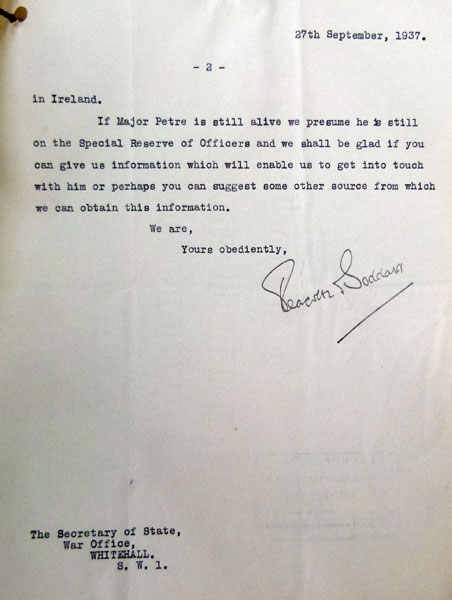 27th September, 1937.
- 2 -
in Ireland.
If Major Petre is still alive we presume he is still
on the Special Reserve of Officers and we shall be glad if you
can give us information which will enable us to get into touch
with him or perhaps you can suggest some other source from which
we can obtain this information.
We are,
Yours obediently,
Goddard
The Secretary of State,
War Office,
WHITEHALL.
S. W. 1.